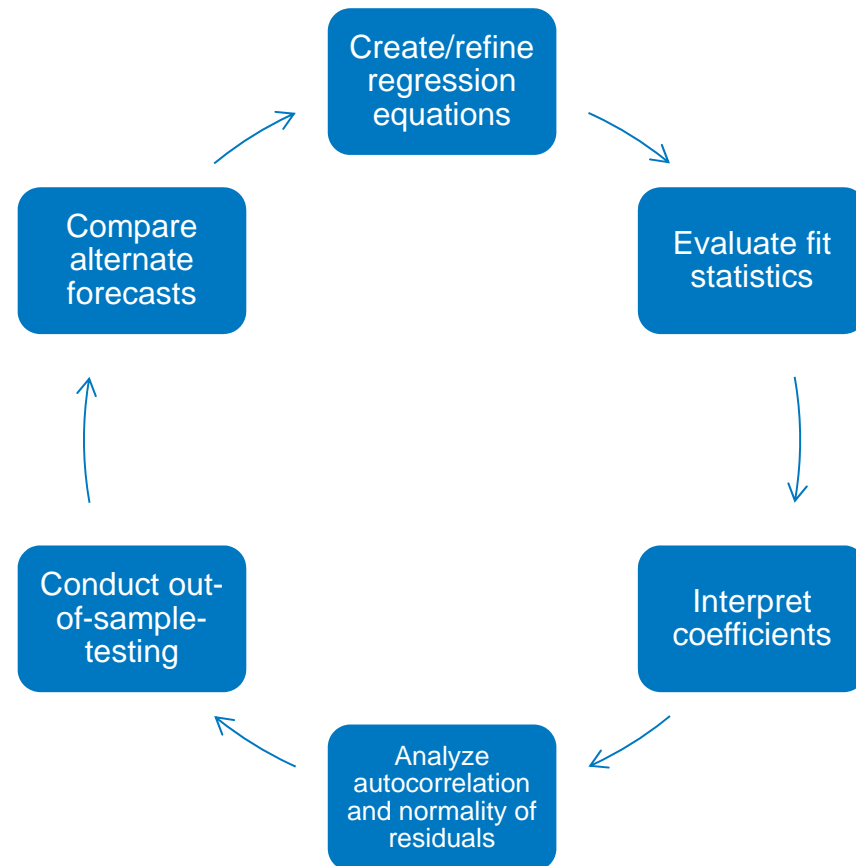 Create/refine
regression
equations
Evaluate fit
statistics
Interpret
coefficients
Analyze
autocorrelation
and normality of
residuals
Conduct out-
of-sample-
testing
Compare
alternate
forecasts